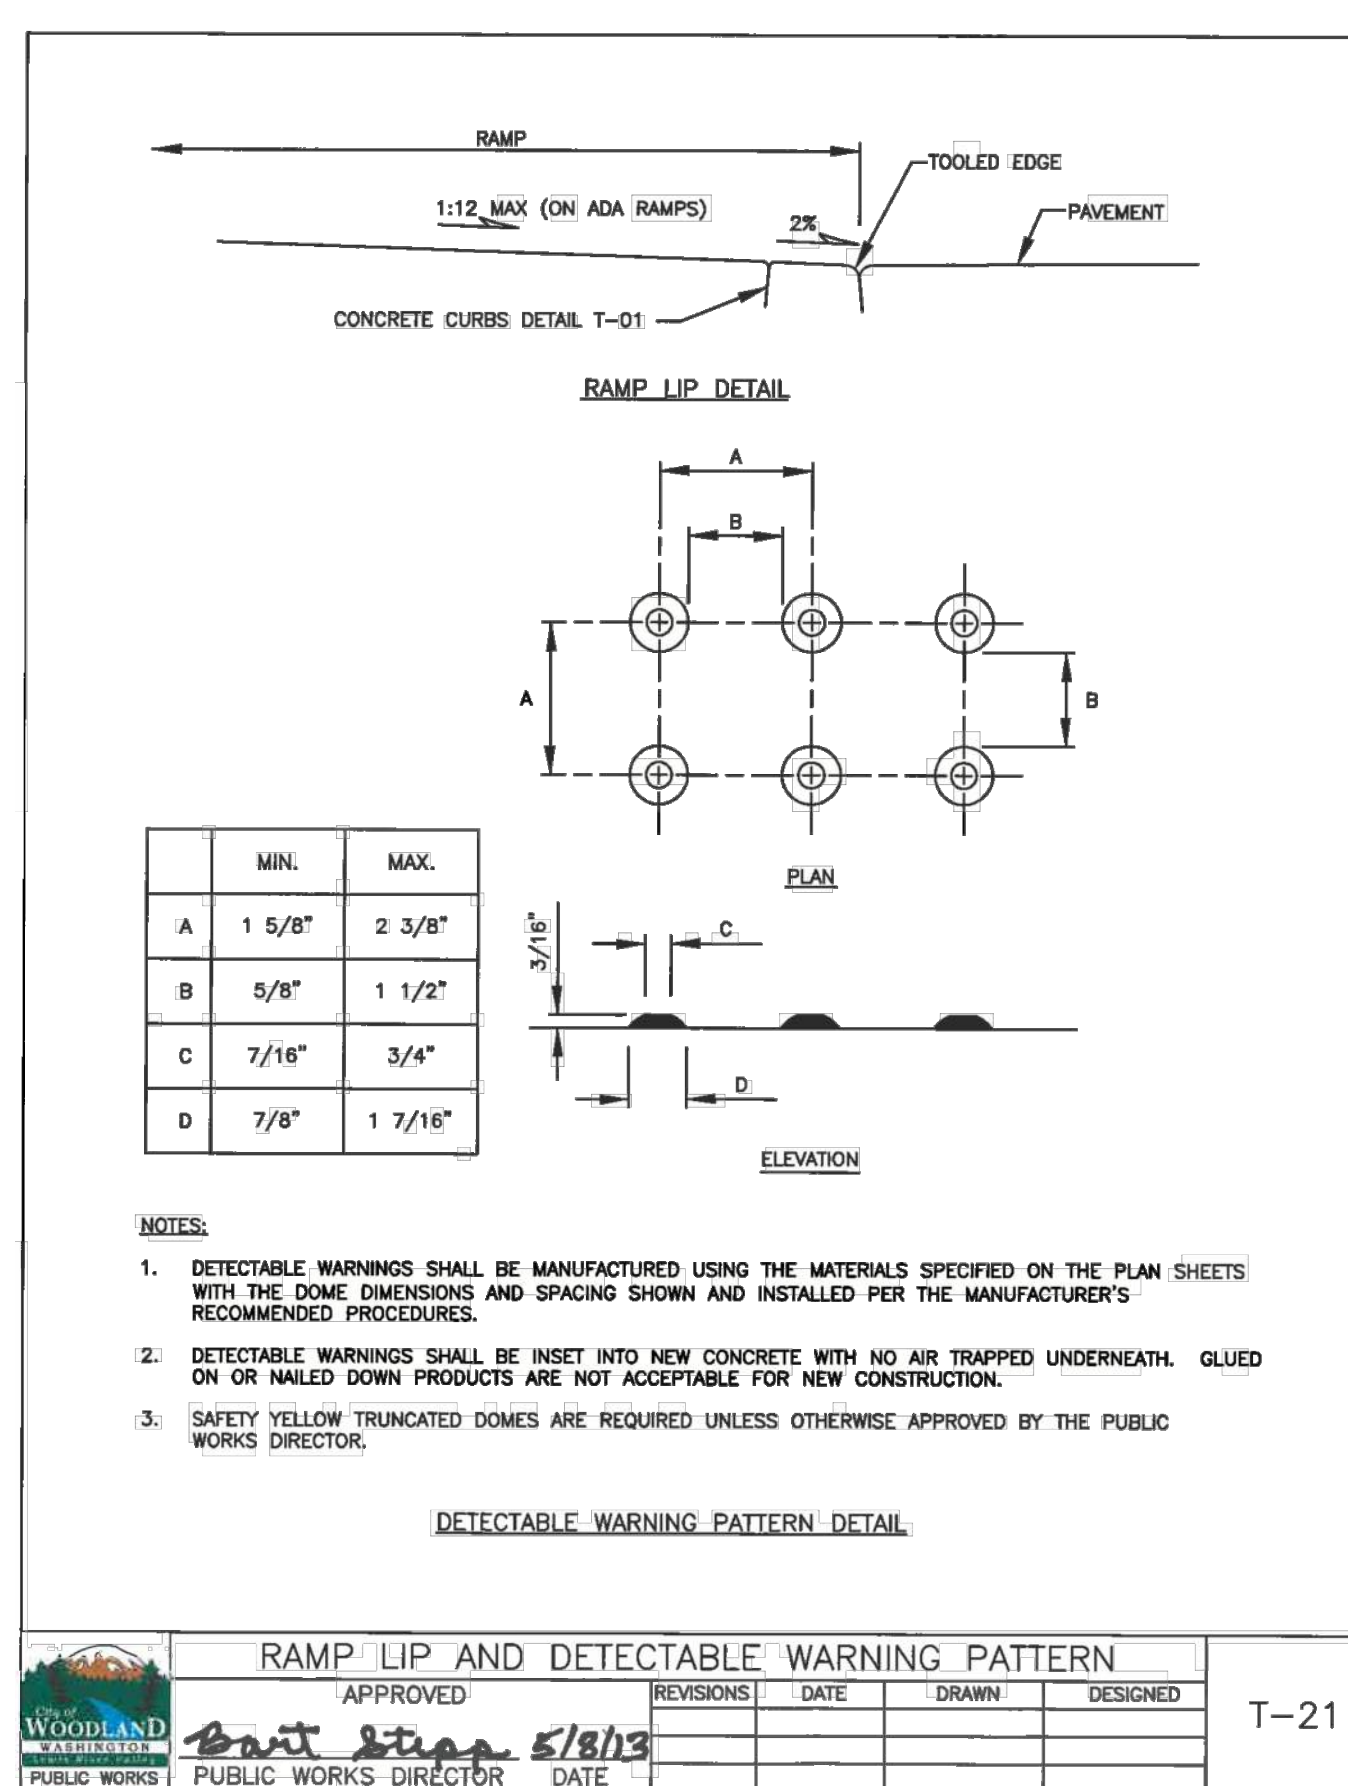 RAMP
TOOLED EDGE
1:12 MAX (ON ADA RAMPS)
2%
PAVEMENT
CONCRETE CURBS DETAIL T-01
RAMP LIP DETAIL
A
B
A
B
PLAN
MIN. MAX.
A 1 5/8" 2 3/8"
B 5/8" 1 1/2"
C 7/16" 3/4"
D 7/8" 1 7/16"
3/16"
C
D
ELEVATION
NOTES:
1. DETECTABLE WARNINGS SHALL BE MANUFACTURED USING THE MATERIALS SPECIFIED ON THE PLAN SHEETS
WITH THE DOME DIMENSIONS AND SPACING SHOWN AND INSTALLED PER THE MANUFACTURER'S
RECOMMENDED PROCEDURES.
2. DETECTABLE WARNINGS SHALL BE INSET INTO NEW CONCRETE WITH NO AIR TRAPPED UNDERNEATH. GLUED
ON OR NAILED DOWN PRODUCTS ARE NOT ACCEPTABLE FOR NEW CONSTRUCTION.
3. SAFETY YELLOW TRUNCATED DOMES ARE REQUIRED UNLESS OTHERWISE APPROVED BY THE PUBLIC
WORKS DIRECTOR.
DETECTABLE WARNING PATTERN DETAIL
City of
WOODLAND
WASHINGTON
Lewis River Valley
PUBLIC WORKS
RAMP LIP AND DETECTABLE WARNING PATTERN
APPROVED
Bart Stepp 5/8/13
PUBLIC WORKS DIRECTOR DATE
REVISIONS DATE DRAWN DESIGNED
T-21